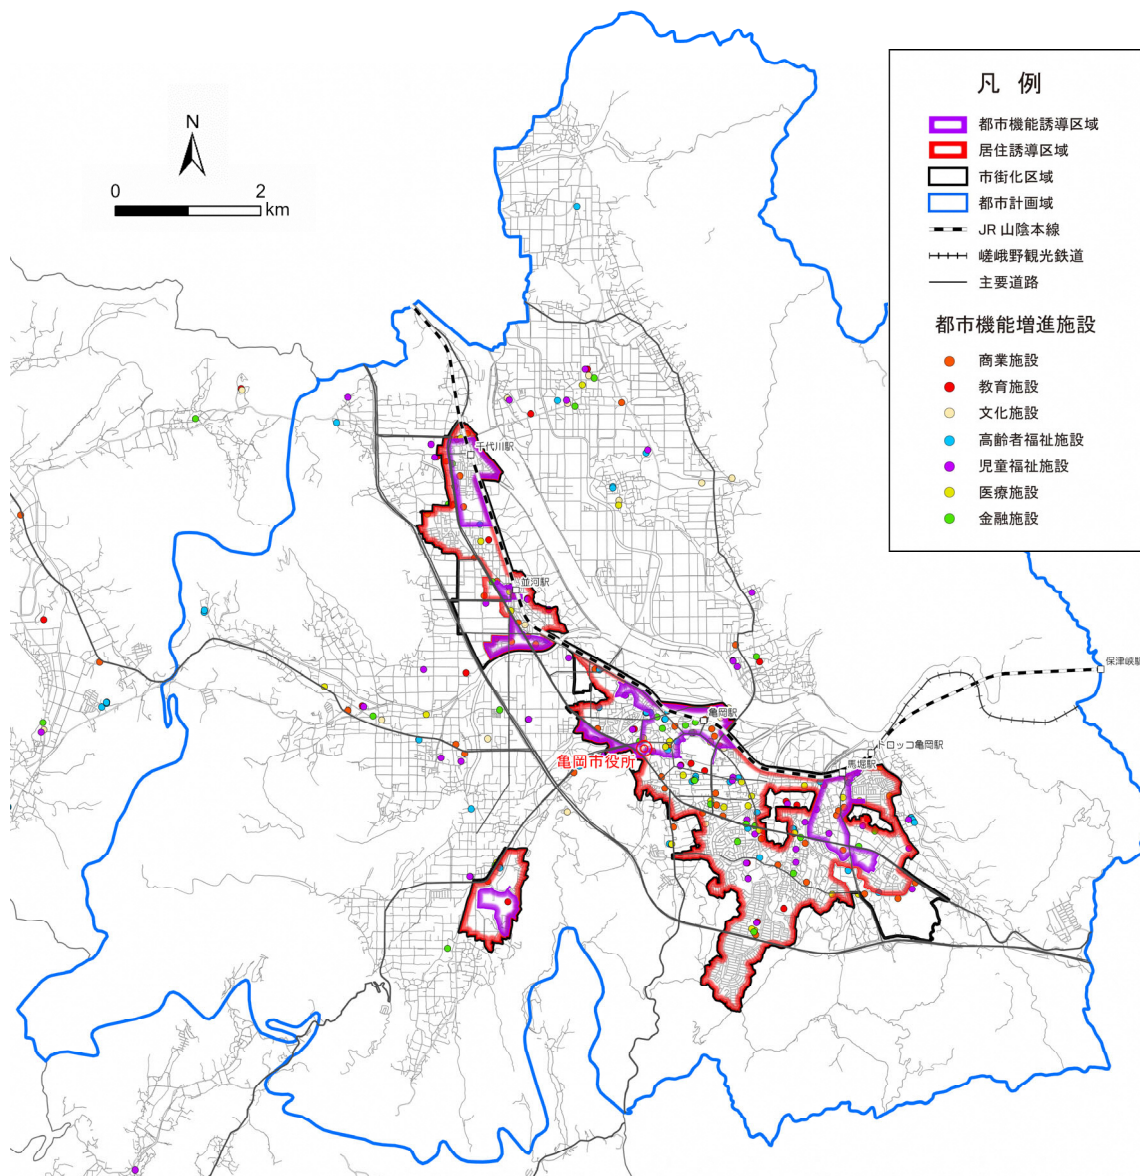 凡 例
都市機能誘導区域
居住誘導区域
市街化区域
都市計画域
JR 山陰本線
嵯峨野観光鉄道
主要道路
都市機能増進施設
商業施設
教育施設
文化施設
高齢者福祉施設
児童福祉施設
医療施設
金融施設
N
0 2
km
千代川駅
並河駅
保津峡駅
亀岡駅
トロッコ亀岡駅
亀岡市役所
馬堀駅